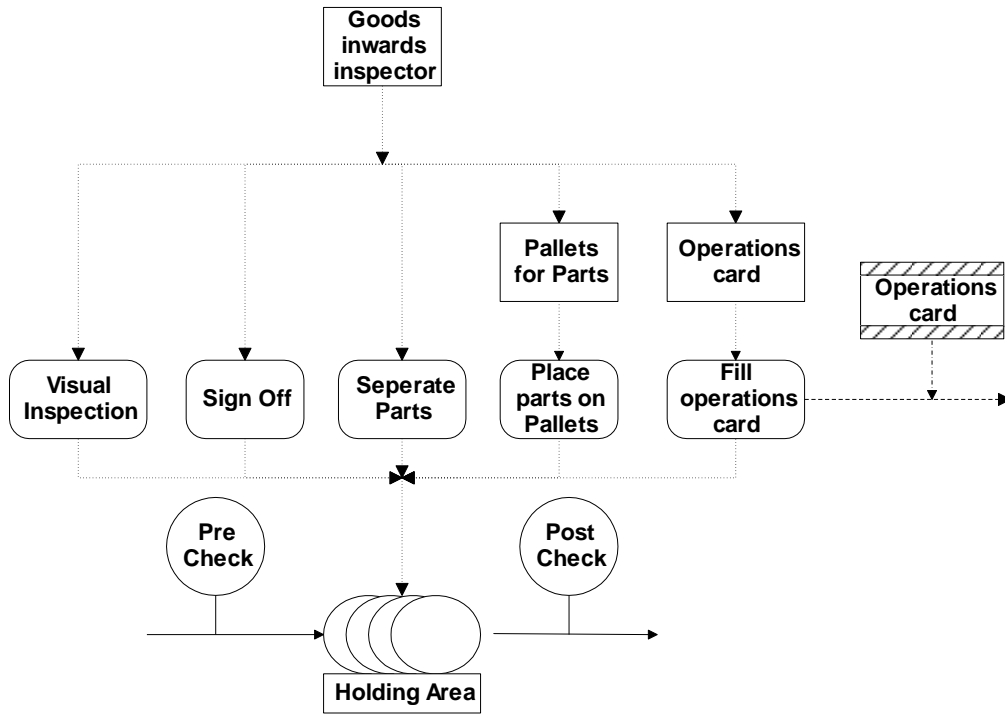 Goods
inwards
inspector
Pallets
for Parts
Operations
card
Operations
card
Visual
Inspection
Sign Off
Seperate
Parts
Place
parts on
Pallets
Fill
operations
card
Pre
Check
Post
Check
Holding Area